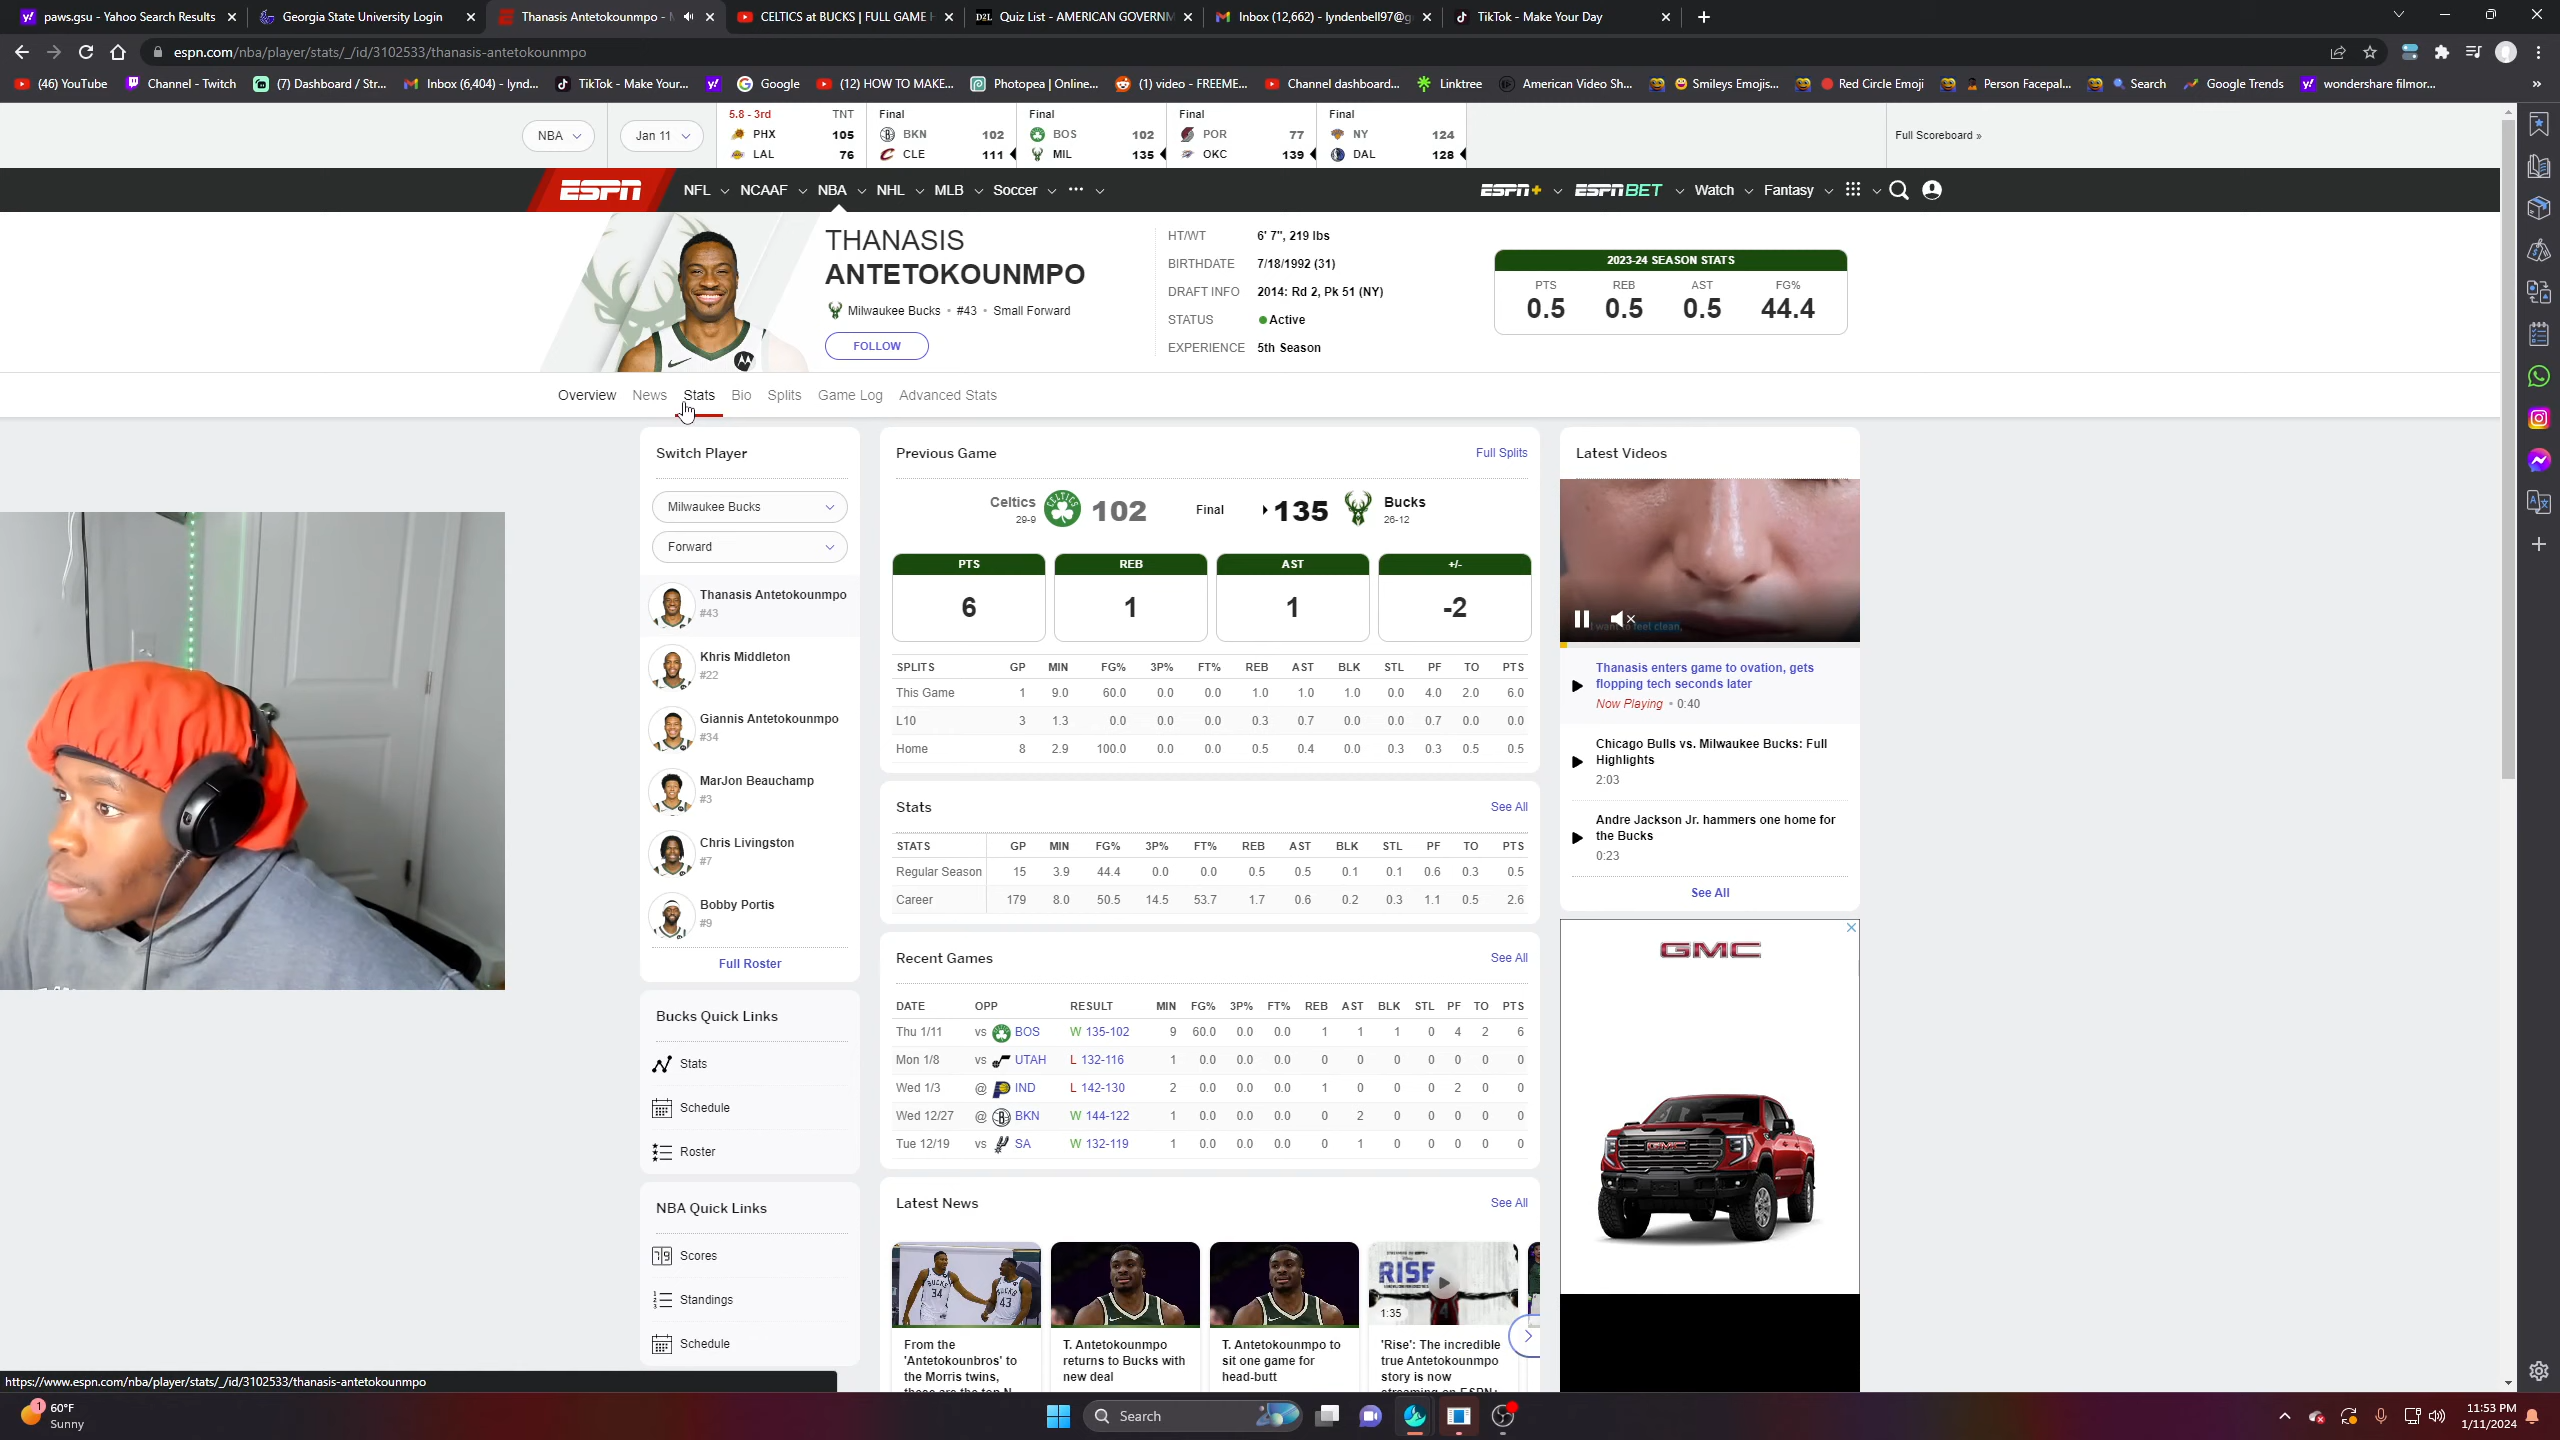 paws.gsu - Yahoo Search Results
Georgia State University Login
Thanasis Antetokounmpo -
CELTICS at BUCKS | FULL GAME
Quiz List - AMERICAN GOVERNM
Inbox (12,662) - lyndenbell97@g
TikTok - Make Your Day
espn.com/nba/player/stats/_/id/3102533/thanasis-antetokounmpo
(46) YouTube
Channel - Twitch
(7) Dashboard / Str...
Inbox (6,404) - lynd...
TikTok - Make Your...
Google
(12) HOW TO MAKE...
Photopea | Online...
(1) video - FREEME...
Channel dashboard...
Linktree
American Video Sh...
Smileys Emojis...
Red Circle Emoji
Person Facepal...
Search
Google Trends
wondershare filmor...
NBA
Jan 11
5.8 - 3rd TNT
PHX 105
LAL 76
Final
BKN 102
CLE 111
Final
BOS 102
MIL 135
Final
POR 77
OKC 139
Final
NY 124
DAL 128
Full Scoreboard »
ESPN
NFL NCAAF NBA NHL MLB Soccer
ESPN+ ESPN BET Watch Fantasy
THANASIS
ANTETOKOUNMPO
Milwaukee Bucks • #43 • Small Forward
FOLLOW
HT/WT 6' 7", 219 lbs
BIRTHDATE 7/18/1992 (31)
DRAFT INFO 2014: Rd 2, Pk 51 (NY)
STATUS Active
EXPERIENCE 5th Season
2023-24 SEASON STATS
PTS REB AST FG%
0.5 0.5 0.5 44.4
Overview News Stats Bio Splits Game Log Advanced Stats
Switch Player
Milwaukee Bucks
Forward
Thanasis Antetokounmpo
#43
Khris Middleton
#22
Giannis Antetokounmpo
#34
MarJon Beauchamp
#3
Chris Livingston
#7
Bobby Portis
#9
Full Roster
Bucks Quick Links
Stats
Schedule
Roster
NBA Quick Links
Scores
Standings
Schedule
Previous Game Full Splits
Celtics
29-9
102
Final
135
Bucks
26-12
PTS REB AST +/-
6 1 1 -2
SPLITS GP MIN FG% 3P% FT% REB AST BLK STL PF TO PTS
This Game 1 9.0 60.0 0.0 0.0 1.0 1.0 1.0 0.0 4.0 2.0 6.0
L10 3 1.3 0.0 0.0 0.0 0.3 0.7 0.0 0.0 0.7 0.0 0.0
Home 8 2.9 100.0 0.0 0.0 0.5 0.4 0.0 0.3 0.3 0.5 0.5
Stats See All
STATS GP MIN FG% 3P% FT% REB AST BLK STL PF TO PTS
Regular Season 15 3.9 44.4 0.0 0.0 0.5 0.5 0.1 0.1 0.6 0.3 0.5
Career 179 8.0 50.5 14.5 53.7 1.7 0.6 0.2 0.3 1.1 0.5 2.6
Recent Games See All
DATE OPP RESULT MIN FG% 3P% FT% REB AST BLK STL PF TO PTS
Thu 1/11 vs BOS W 135-102 9 60.0 0.0 0.0 1 1 1 0 4 2 6
Mon 1/8 vs UTAH L 132-116 1 0.0 0.0 0.0 0 0 0 0 0 0 0
Wed 1/3 @ IND L 142-130 2 0.0 0.0 0.0 1 0 0 0 2 0 0
Wed 12/27 @ BKN W 144-122 1 0.0 0.0 0.0 0 2 0 0 0 0 0
Tue 12/19 vs SA W 132-119 1 0.0 0.0 0.0 0 1 0 0 0 0 0
Latest News See All
BUCKS
34
BUCKS
43
From the
'Antetokounbros' to
the Morris twins,
T. Antetokounmpo
returns to Bucks with
new deal
T. Antetokounmpo to
sit one game for
head-butt
RISE
1:35
'Rise': The incredible
true Antetokounmpo
story is now
streaming on ESPN+
Latest Videos
feel clean,
Thanasis enters game to ovation, gets
flopping tech seconds later
Now Playing • 0:40
Chicago Bulls vs. Milwaukee Bucks: Full
Highlights
2:03
Andre Jackson Jr. hammers one home for
the Bucks
0:23
See All
GMC
GMC
https://www.espn.com/nba/player/stats/_/id/3102533/thanasis-antetokounmpo
1
60°F
Sunny
Search
11:53 PM
1/11/2024